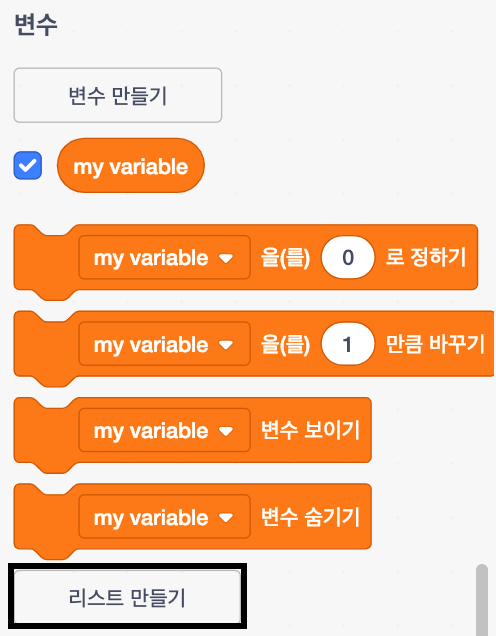 변수
변수 만들기
my variable
my variable 을(를) 0 로 정하기
my variable 을(를) 1 만큼 바꾸기
my variable 변수 보이기
my variable 변수 숨기기
리스트 만들기